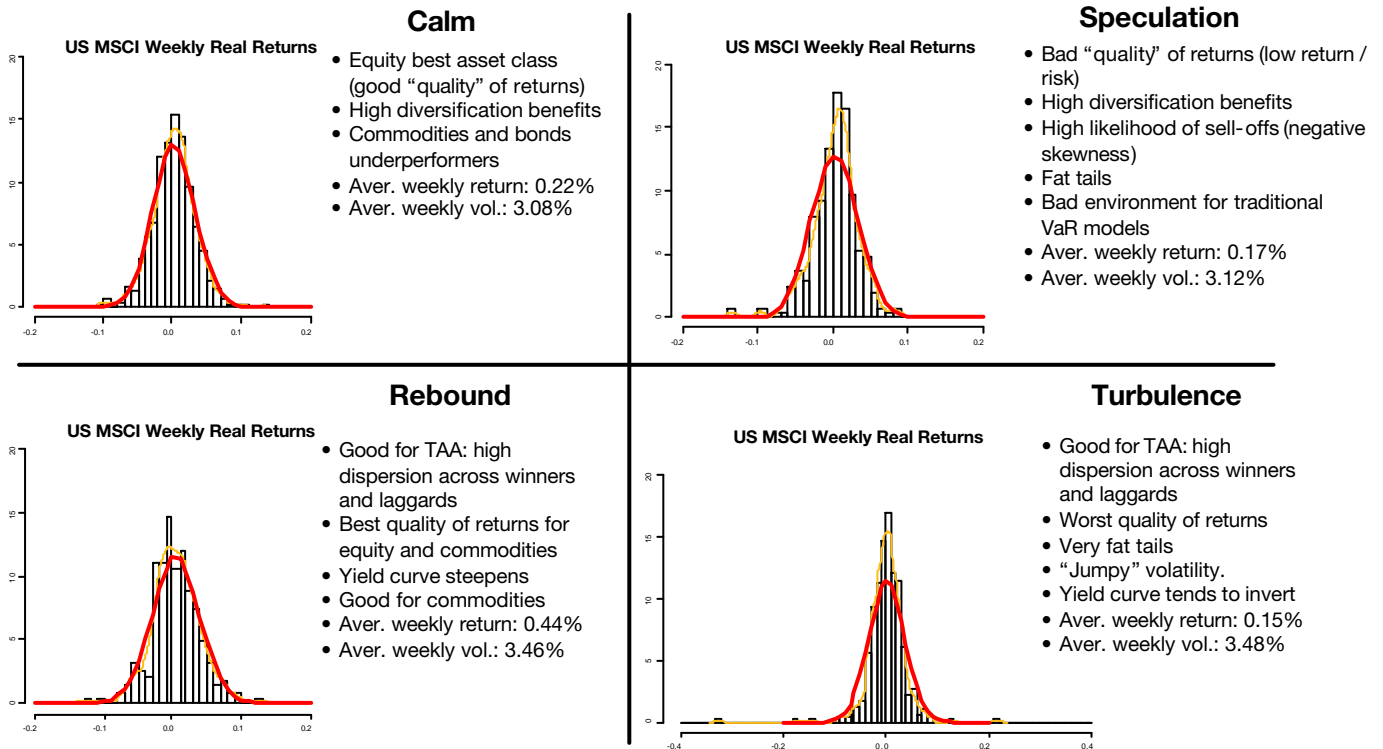 Calm
US MSCI Weekly Real Returns
• Equity best asset class
(good “quality” of returns)
• High diversification benefits
• Commodities and bonds
underperformers
• Aver. weekly return: 0.22%
• Aver. weekly vol.: 3.08%
20
15
10
5
0
-0.2 -0.1 0.0 0.1 0.2
Speculation
US MSCI Weekly Real Returns
• Bad “quality” of returns (low return /
risk)
• High diversification benefits
• High likelihood of sell-offs (negative
skewness)
• Fat tails
• Bad environment for traditional
VaR models
• Aver. weekly return: 0.17%
• Aver. weekly vol.: 3.12%
20
15
10
5
0
-0.2 -0.1 0.0 0.1 0.2
Rebound
US MSCI Weekly Real Returns
• Good for TAA: high
dispersion across winners
and laggards
• Best quality of returns for
equity and commodities
• Yield curve steepens
• Good for commodities
• Aver. weekly return: 0.44%
• Aver. weekly vol.: 3.46%
20
15
10
5
0
-0.2 -0.1 0.0 0.1 0.2
Turbulence
US MSCI Weekly Real Returns
• Good for TAA: high
dispersion across winners
and laggards
• Worst quality of returns
• Very fat tails
• “Jumpy” volatility.
• Yield curve tends to invert
• Aver. weekly return: 0.15%
• Aver. weekly vol.: 3.48%
20
15
10
5
0
-0.4 -0.2 0.0 0.2 0.4